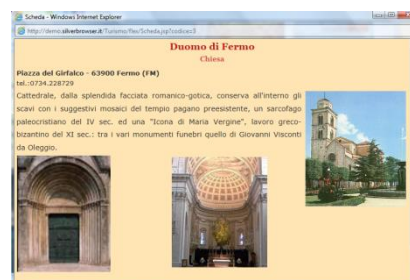 Scheda - Windows Internet Explorer
http://demo.silverbrowser.it/Turismo/flex/Scheda.jsp?codice=3
Duomo di Fermo
Chiesa
Piazza del Girfalco - 63900 Fermo (FM)
tel.:0734.228729
Cattedrale, dalla splendida facciata romanico-gotica, conserva all'interno gli
scavi con i suggestivi mosaici del tempio pagano preesistente, un sarcofago
paleocristiano del IV sec. ed una "Icona di Maria Vergine", lavoro greco-
bizantino del XI sec.: tra i vari monumenti funebri quello di Giovanni Visconti
da Oleggio.